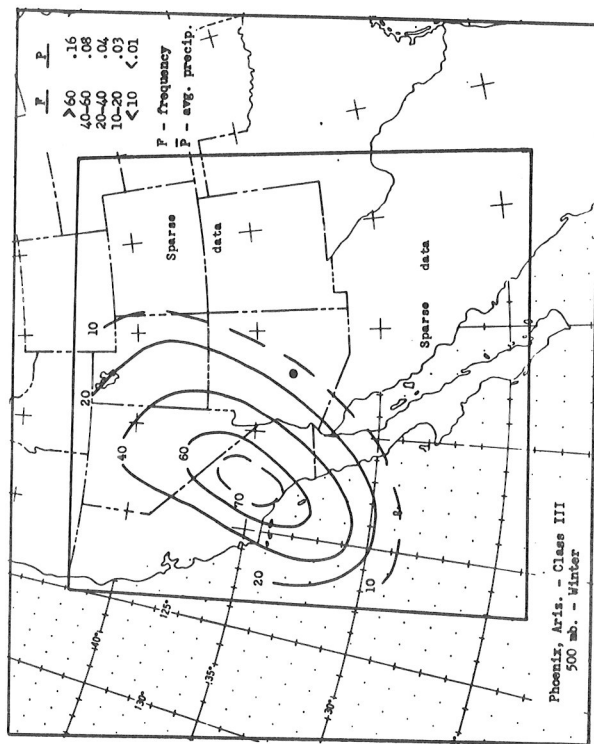 F P
>60 .16
40-60 .08
20-40 .04
10-20 .03
<10 <.01
F - frequency
P̄ - avg. precip.
20
10
40°
40
130°
125°
Sparse
data
60
35°
70
20
30°
10
Sparse data
Phoenix, Ariz. - Class III
500 mb. - Winter